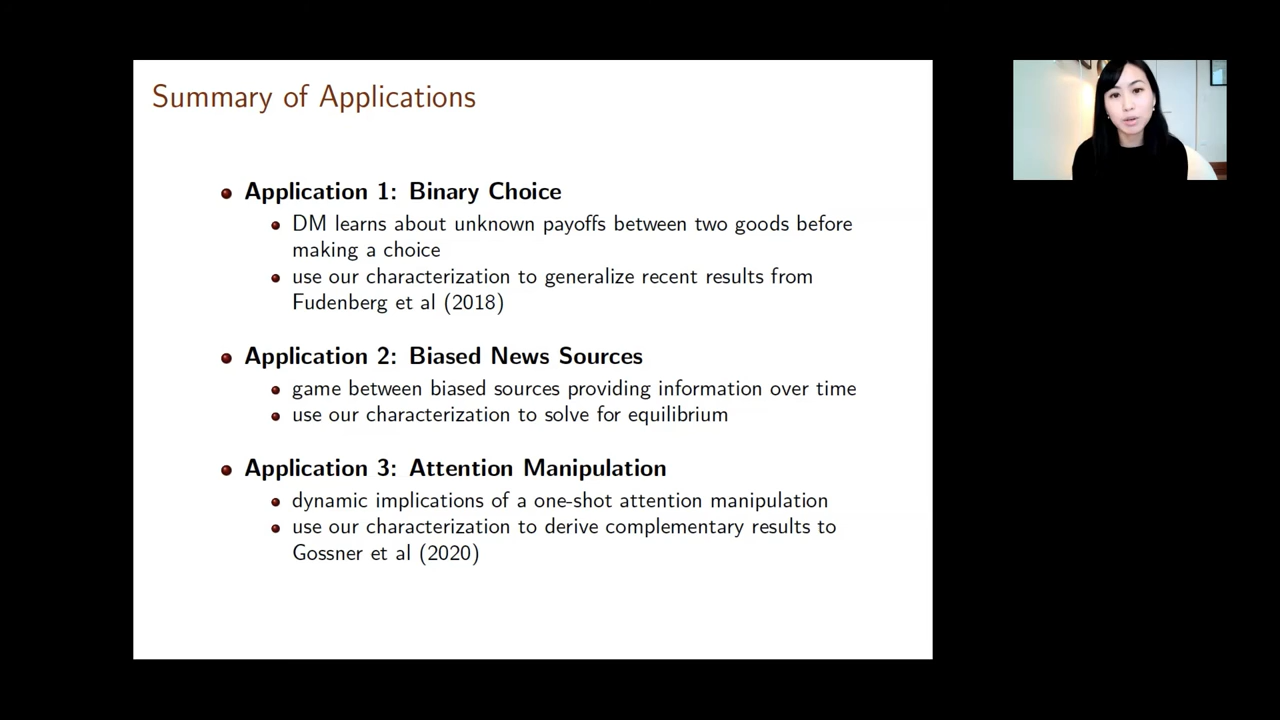 Summary of Applications
Application 1: Binary Choice
DM learns about unknown payoffs between two goods before
making a choice
use our characterization to generalize recent results from
Fudenberg et al (2018)
Application 2: Biased News Sources
game between biased sources providing information over time
use our characterization to solve for equilibrium
Application 3: Attention Manipulation
dynamic implications of a one-shot attention manipulation
use our characterization to derive complementary results to
Gossner et al (2020)